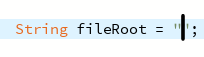 String fileRoot = "";